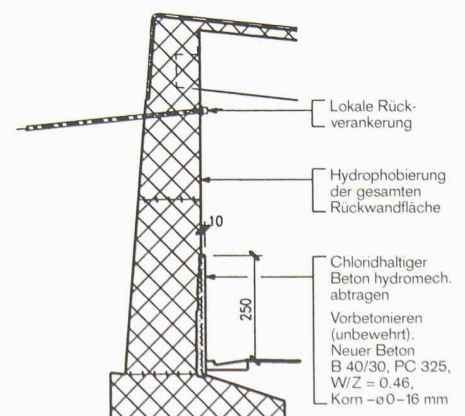 Lokale Rück-
verankerung
Hydrophobierung
der gesamten
Rückwandfläche
10
250
Chloridhaltiger
Beton hydromech.
abtragen
Vorbetonieren
(unbewehrt).
Neuer Beton
B 40/30, PC 325,
W/Z = 0.46,
Korn -ø0-16 mm